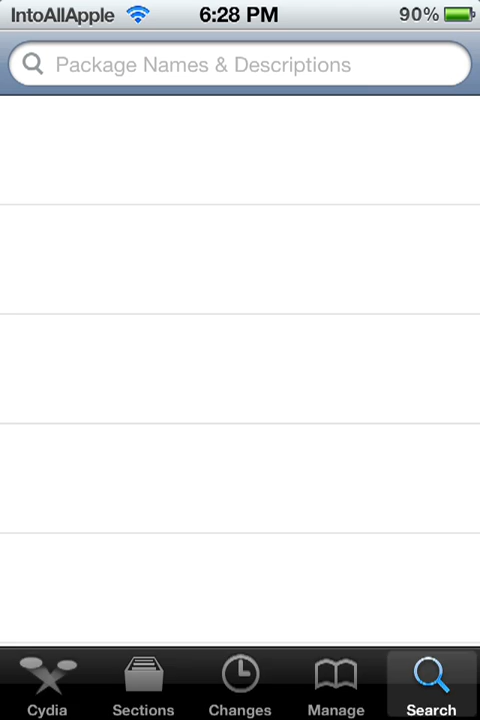 IntoAllApple 6:28 PM 90%
Package Names & Descriptions
Cydia Sections Changes Manage Search